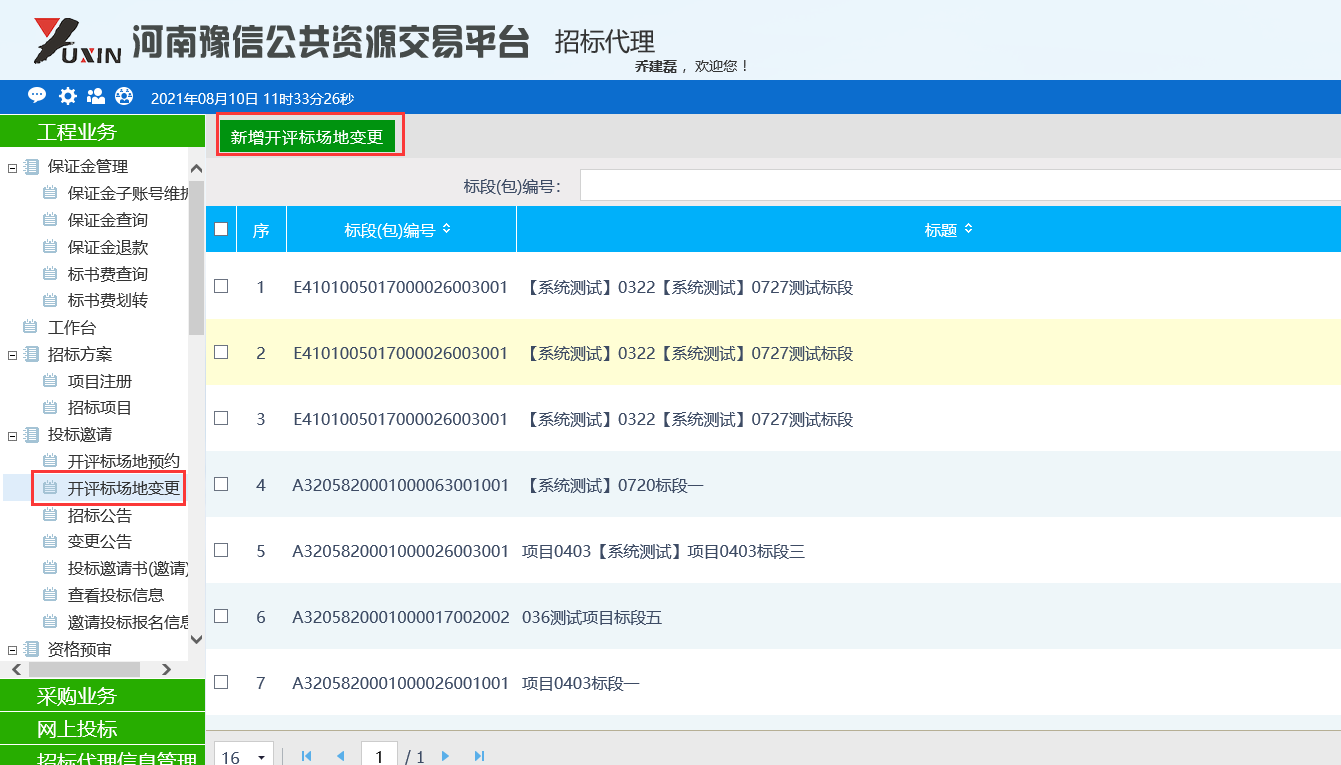 YUXIN 河南豫信公共资源交易平台 招标代理
乔建磊 ，欢迎您！
2021年08月10日 11时33分26秒
工程业务
保证金管理
保证金子账号维护
保证金查询
保证金退款
标书费查询
标书费划转
工作台
招标方案
项目注册
招标项目
投标邀请
开评标场地预约
开评标场地变更
招标公告
变更公告
投标邀请书(邀请)
查看投标信息
邀请投标报名信息
资格预审
采购业务
网上投标
招标代理信息管理
新增开评标场地变更
标段(包)编号：
序 标段(包)编号 标题
1 E4101005017000026003001 【系统测试】0322【系统测试】0727测试标段
2 E4101005017000026003001 【系统测试】0322【系统测试】0727测试标段
3 E4101005017000026003001 【系统测试】0322【系统测试】0727测试标段
4 A3205820001000063001001 【系统测试】0720标段一
5 A3205820001000026003001 项目0403【系统测试】项目0403标段三
6 A3205820001000017002002 036测试项目标段五
7 A3205820001000026001001 项目0403标段一
16 1 / 1